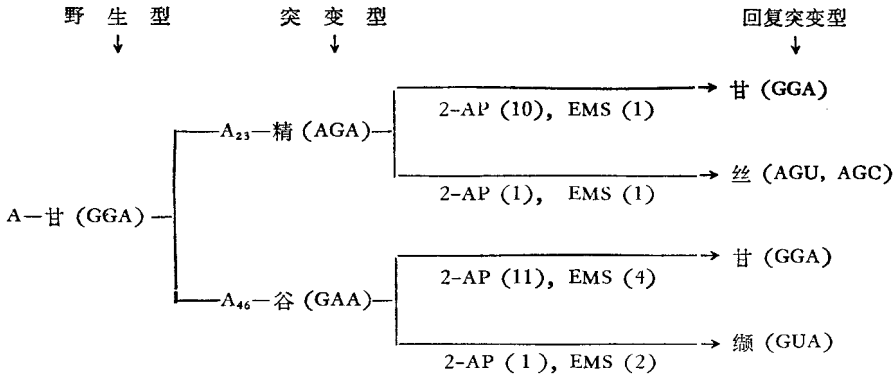 野生型 突变型 回复突变型
甘 (GGA)
2-AP (10), EMS (1)
A₂₃—精 (AGA)
丝 (AGU, AGC)
2-AP (1), EMS (1)
A—甘 (GGA)
甘 (GGA)
2-AP (11), EMS (4)
A₄₆—谷 (GAA)
缬 (GUA)
2-AP (1), EMS (2)